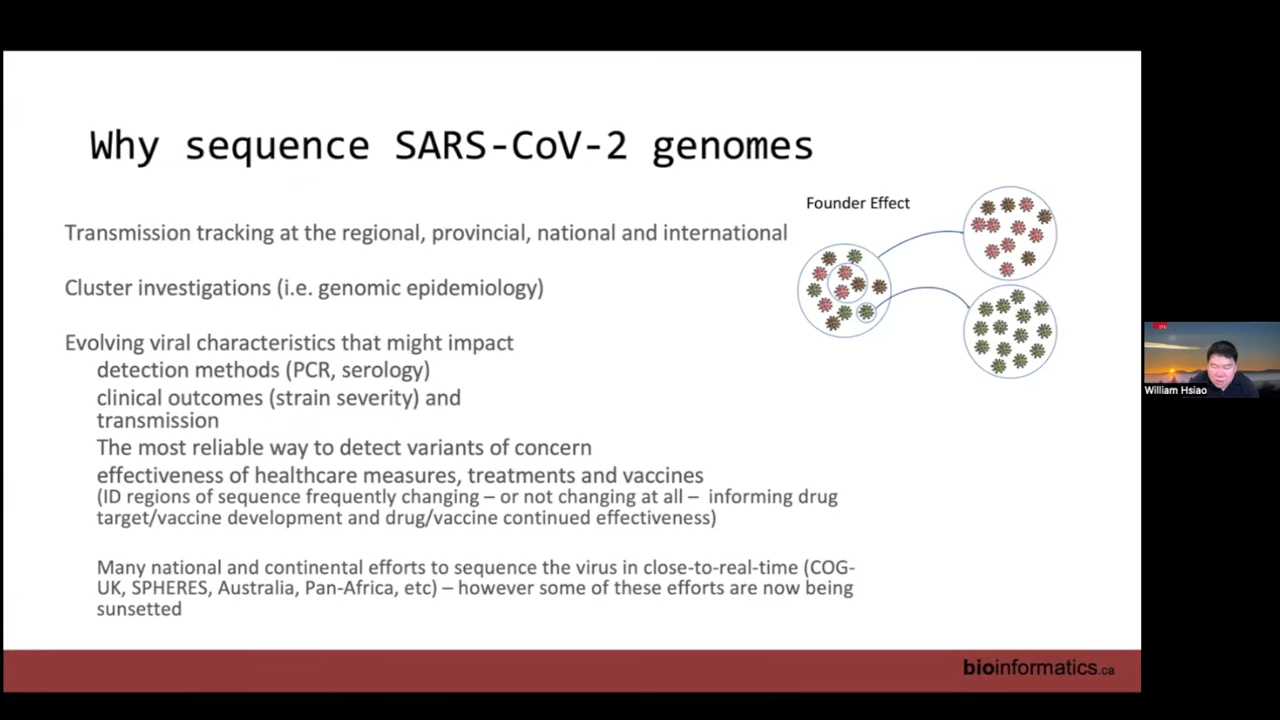 Why sequence SARS-CoV-2 genomes
Founder Effect
Transmission tracking at the regional, provincial, national and international
Cluster investigations (i.e. genomic epidemiology)
Evolving viral characteristics that might impact
detection methods (PCR, serology)
clinical outcomes (strain severity) and
transmission
The most reliable way to detect variants of concern
effectiveness of healthcare measures, treatments and vaccines
(ID regions of sequence frequently changing – or not changing at all – informing drug
target/vaccine development and drug/vaccine continued effectiveness)
Many national and continental efforts to sequence the virus in close-to-real-time (COG-
UK, SPHERES, Australia, Pan-Africa, etc) – however some of these efforts are now being
sunsetted
bioinformatics.ca
William Hsiao